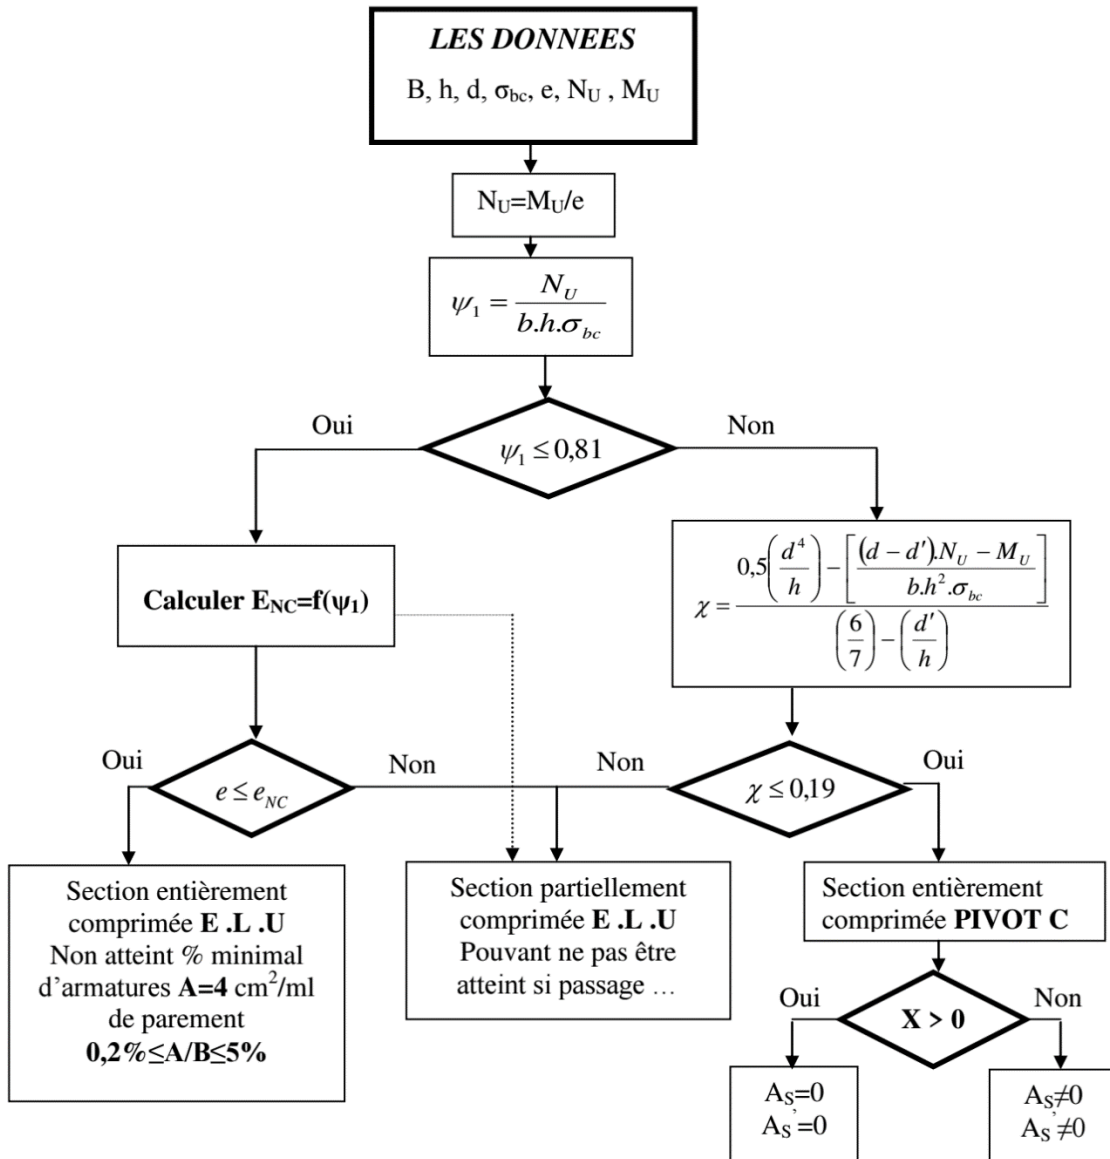 LES DONNEES
B, h, d, σbc, e, NU , MU
NU=MU/e
ψ1 = NU / b.h.σbc
Oui
Non
ψ1 ≤ 0,81
Calculer ENC=f(ψ1)
χ = 0,5(d⁴/h) − [(d − d′).NU − MU / b.h².σbc] / (6/7) − (d′/h)
Oui
Non
Non
Oui
e ≤ eNC
χ ≤ 0,19
Section entièrement
comprimée E .L .U
Non atteint % minimal
d'armatures A=4 cm²/ml
de parement
0,2%≤A/B≤5%
Section partiellement
comprimée E .L .U
Pouvant ne pas être
atteint si passage …
Section entièrement
comprimée PIVOT C
Oui
Non
X > 0
AS=0
AS'=0
AS≠0
AS'≠0